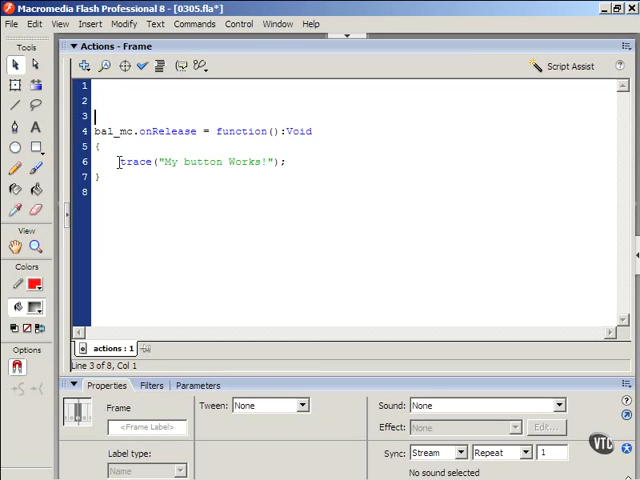 Macromedia Flash Professional 8 - [0305.fla*]
File Edit View Insert Modify Text Commands Control Window Help
Tools
View
Colors
Options
Actions - Frame
Script Assist
1
2
3
4 bal_mc.onRelease = function():Void
5 {
6 trace("My button Works!");
7 }
8
actions : 1
Line 3 of 8, Col 1
Properties Filters Parameters
Frame
<Frame Label>
Label type:
Name
Tween: None
Sound: None
Effect: None Edit...
Sync: Stream Repeat 1
No sound selected
VTC